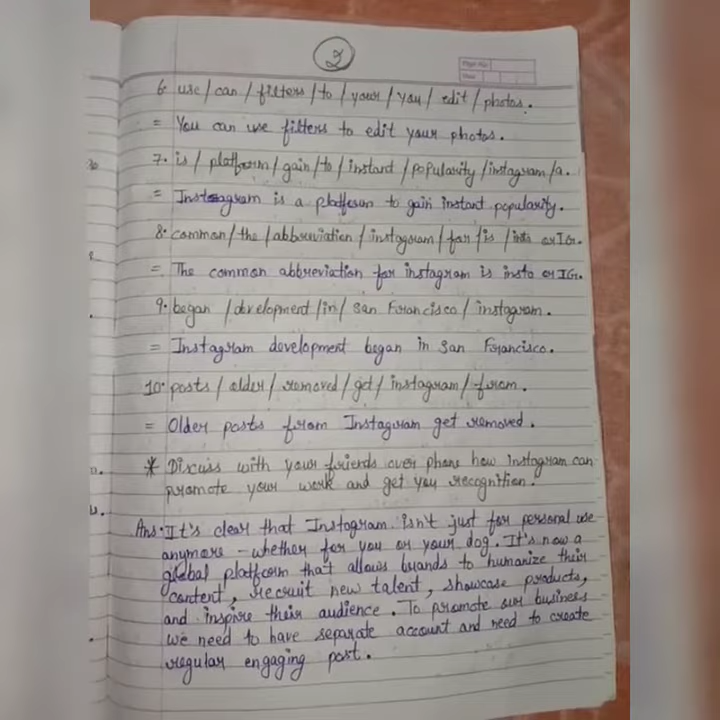 2
Page No.
Date
6. use / can / filters / to / your / you / edit / photos.
= You can use filters to edit your photos.
7. is / platform / gain / to / instant / popularity / instagram / a.
= Instagram is a platform to gain instant popularity.
8. common / the / abbreviation / instagram / for / is / insta or IG.
= The common abbreviation for instagram is insta or IG.
9. began / development / in / san Francisco / instagram.
= Instagram development began in san Francisco.
10. posts / older / removed / get / instagram / from.
= Older posts from Instagram get removed.
* Discuss with your friends over phone how instagram can
promote your work and get you recognition.
Ans. It's clear that Instagram isn't just for personal use
anymore - whether for you or your dog. It's now a
global platform that allows brands to humanize their
content, recruit new talent, showcase products,
and inspire their audience. To promote our business
we need to have separate account and need to create
regular engaging post.